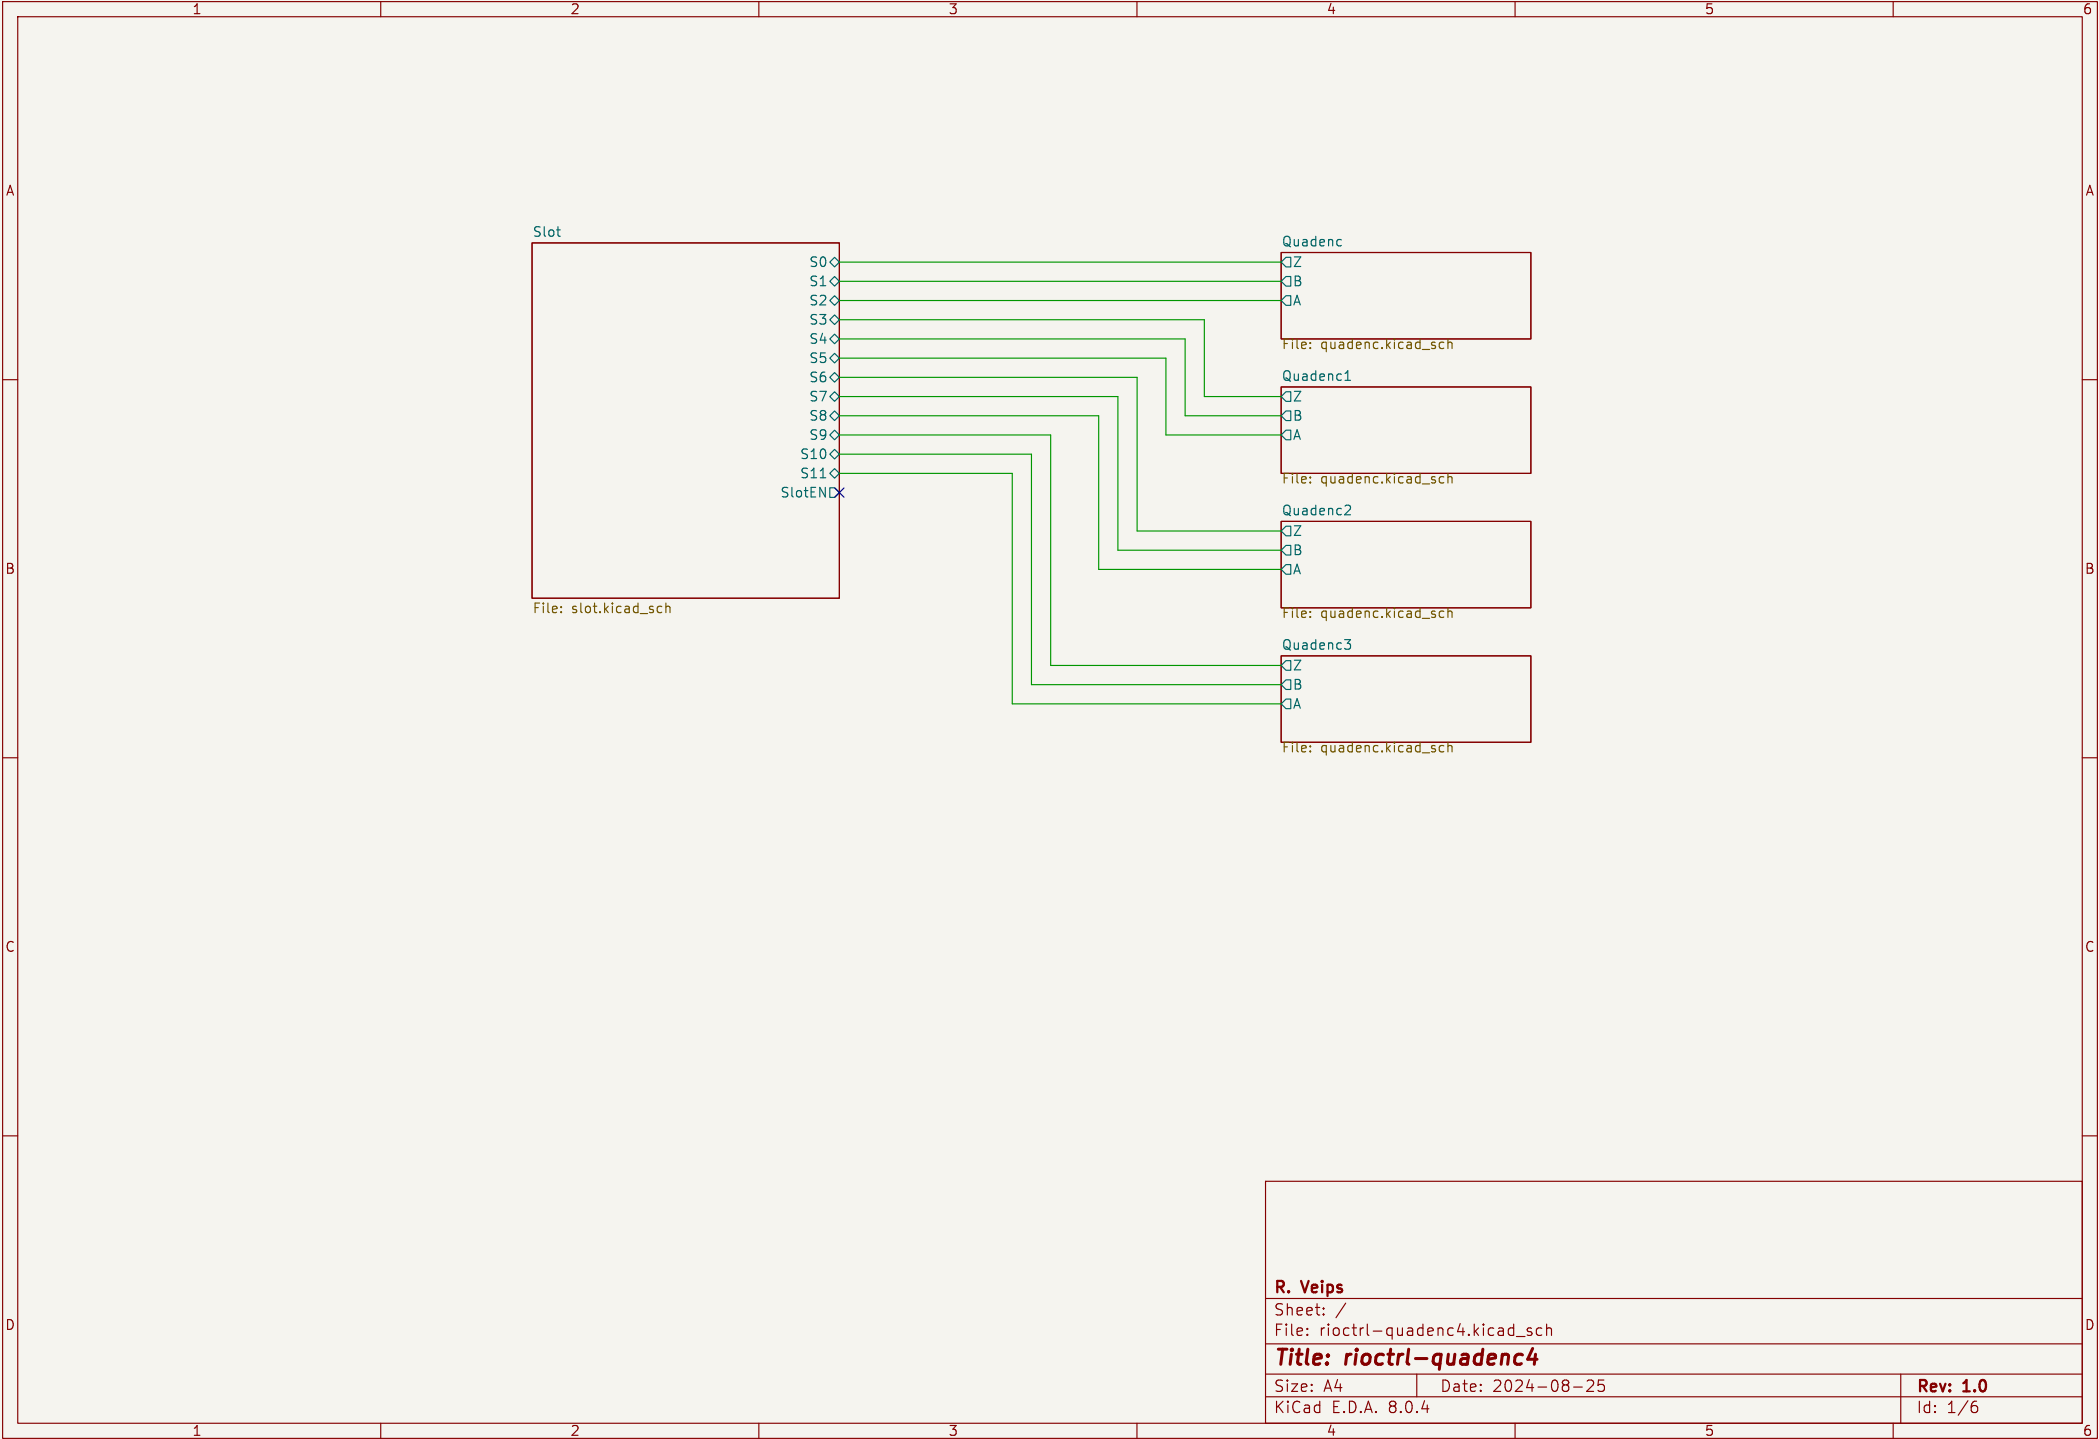 1 2 3 4 5 6
A A
Slot
Quadenc
S0 Z
S1 B
S2 A
S3
S4
File: quadenc.kicad_sch
S5
S6 Quadenc1
S7 Z
S8 B
S9 A
S10
S11
File: quadenc.kicad_sch
SlotEN
Quadenc2
Z
B
B B
A
File: slot.kicad_sch
File: quadenc.kicad_sch
Quadenc3
Z
B
A
File: quadenc.kicad_sch
C C
R. Veips
Sheet: /
D D
File: rioctrl-quadenc4.kicad_sch
Title: rioctrl-quadenc4
Size: A4 Date: 2024-08-25 Rev: 1.0
KiCad E.D.A. 8.0.4 Id: 1/6
1 2 3 4 5 6